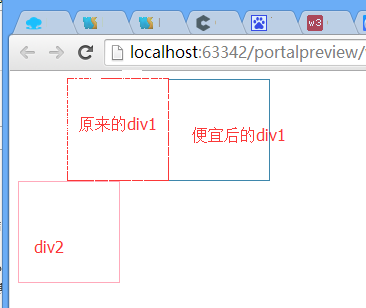 w3
localhost:63342/portalpreview/
原来的div1
便宜后的div1
div2